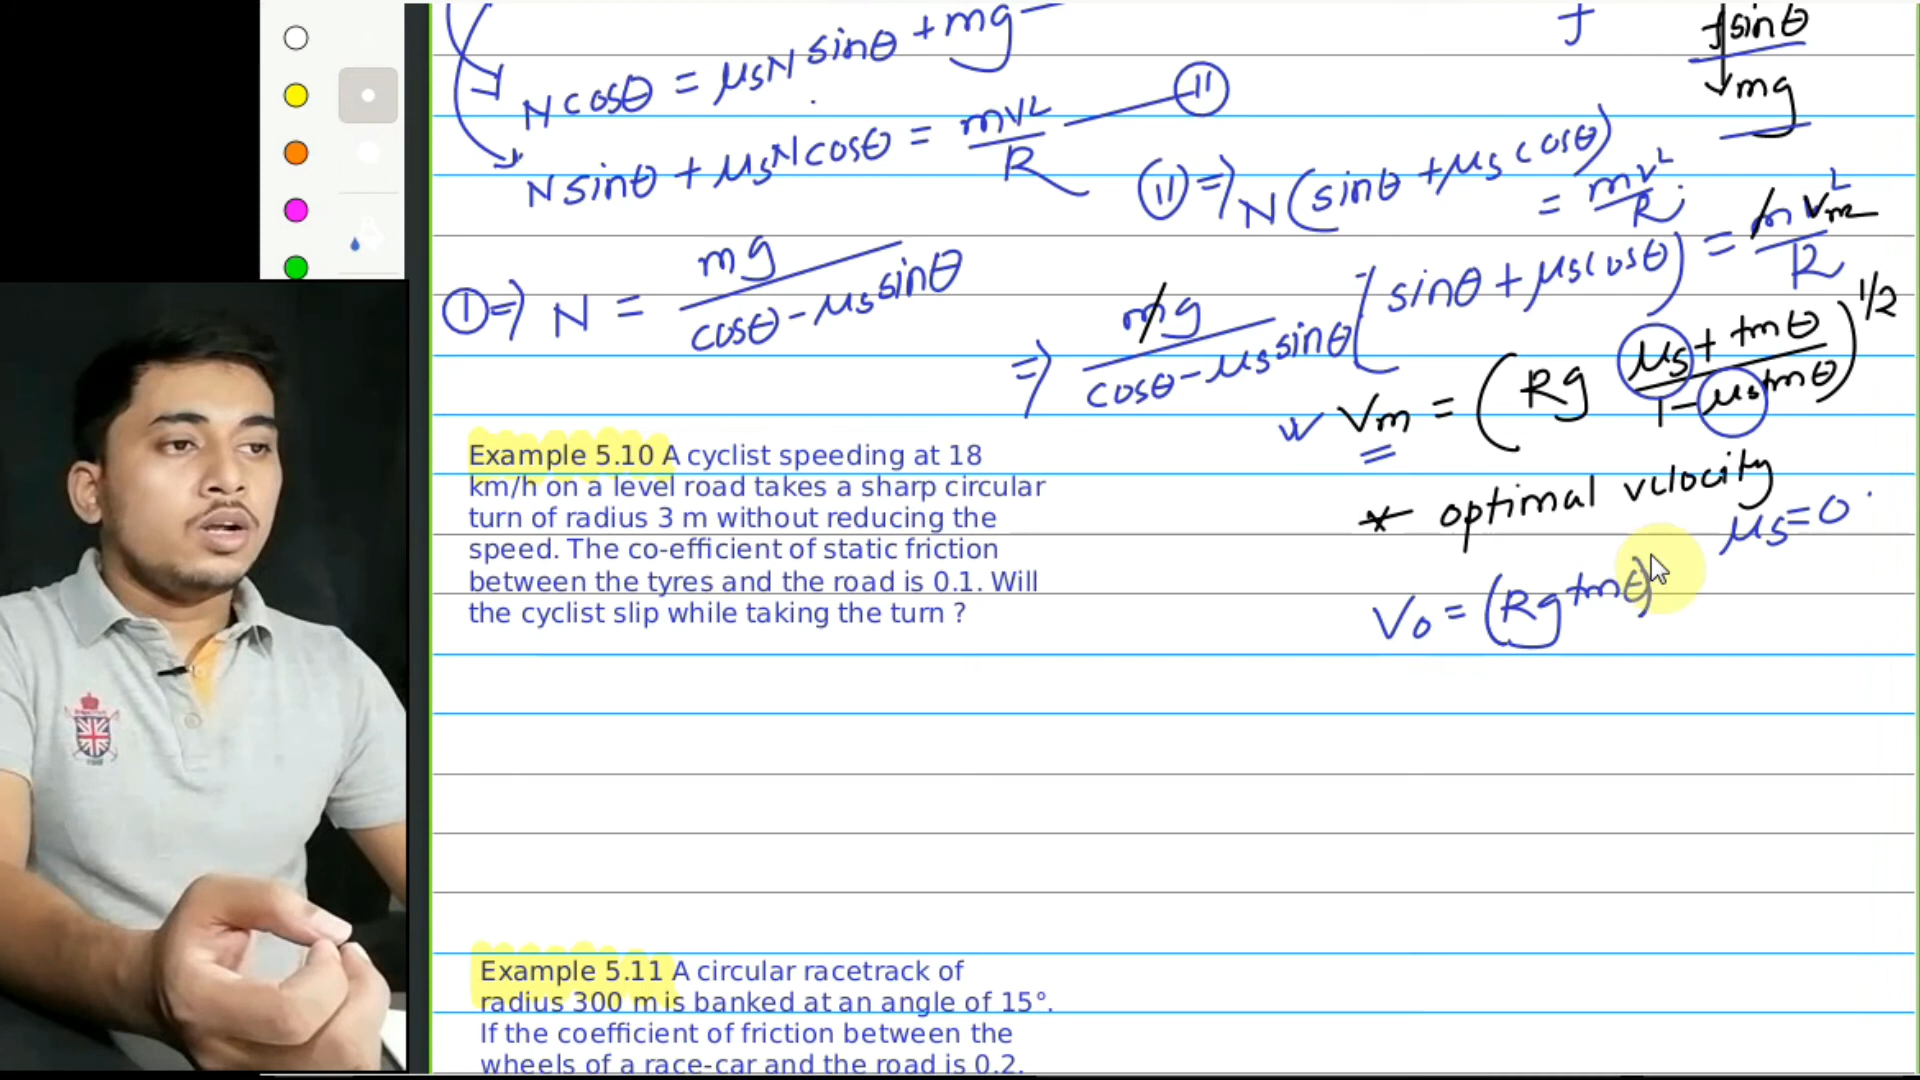 N cosθ = μsN sinθ + mg
N sinθ + μsN cosθ = mv²/R — (II)
f
f sinθ
mg
(II) ⇒ N (sinθ + μs cosθ)
= mv²/R
(I) ⇒ N = mg/(cosθ - μs sinθ)
⇒ mg/(cosθ - μs sinθ) [sinθ + μs cosθ) = m vm²/R
Vm = (Rg (μs + tanθ)/(1 - μs tanθ))^1/2
* optimal velocity
μs = 0
V0 = (Rg tanθ)
Example 5.10 A cyclist speeding at 18
km/h on a level road takes a sharp circular
turn of radius 3 m without reducing the
speed. The co-efficient of static friction
between the tyres and the road is 0.1. Will
the cyclist slip while taking the turn ?
Example 5.11 A circular racetrack of
radius 300 m is banked at an angle of 15°.
If the coefficient of friction between the
wheels of a race-car and the road is 0.2.